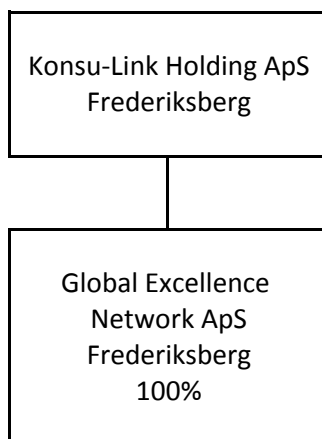 Konsu-Link Holding ApS
Frederiksberg
Global Excellence
Network ApS
Frederiksberg
100%